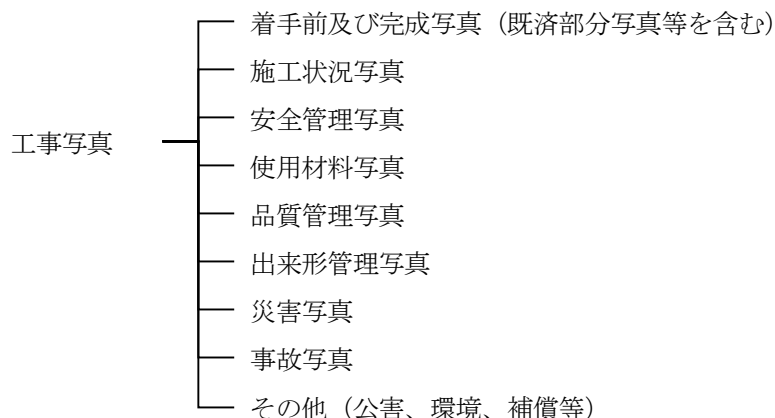 着手前及び完成写真（既済部分写真等を含む）
施工状況写真
安全管理写真
工事写真
使用材料写真
品質管理写真
出来形管理写真
災害写真
事故写真
その他（公害、環境、補償等）